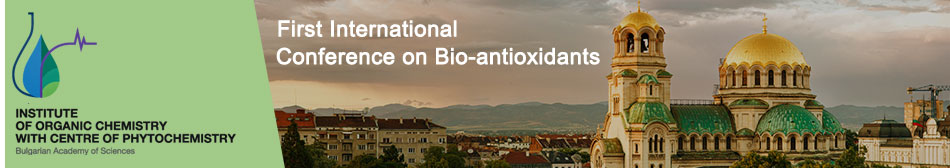 INSTITUTE
OF ORGANIC CHEMISTRY
WITH CENTRE OF PHYTOCHEMISTRY
Bulgarian Academy of Sciences
First International
Conference on Bio-antioxidants